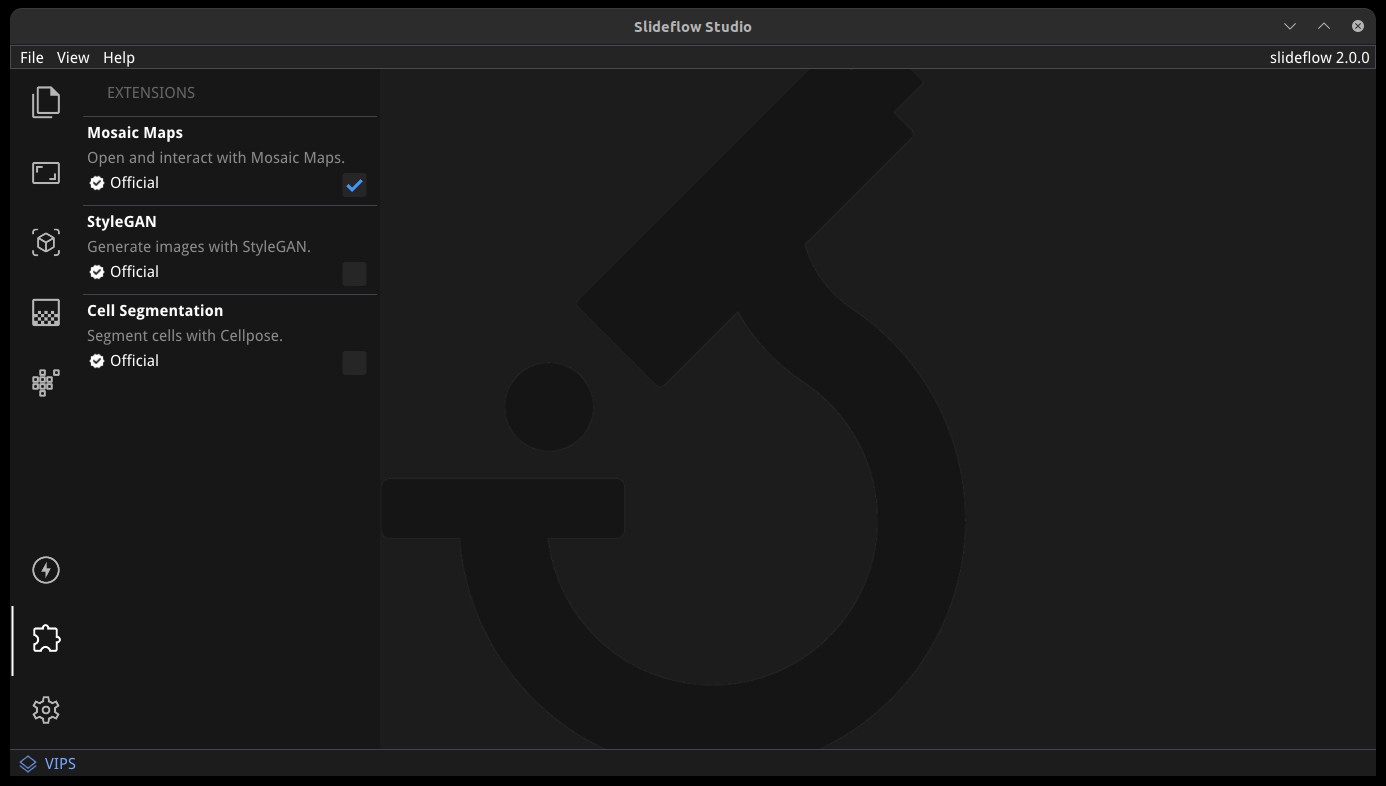 Slideflow Studio
File View Help slideflow 2.0.0
EXTENSIONS
Mosaic Maps
Open and interact with Mosaic Maps.
Official
StyleGAN
Generate images with StyleGAN.
Official
Cell Segmentation
Segment cells with Cellpose.
Official
VIPS